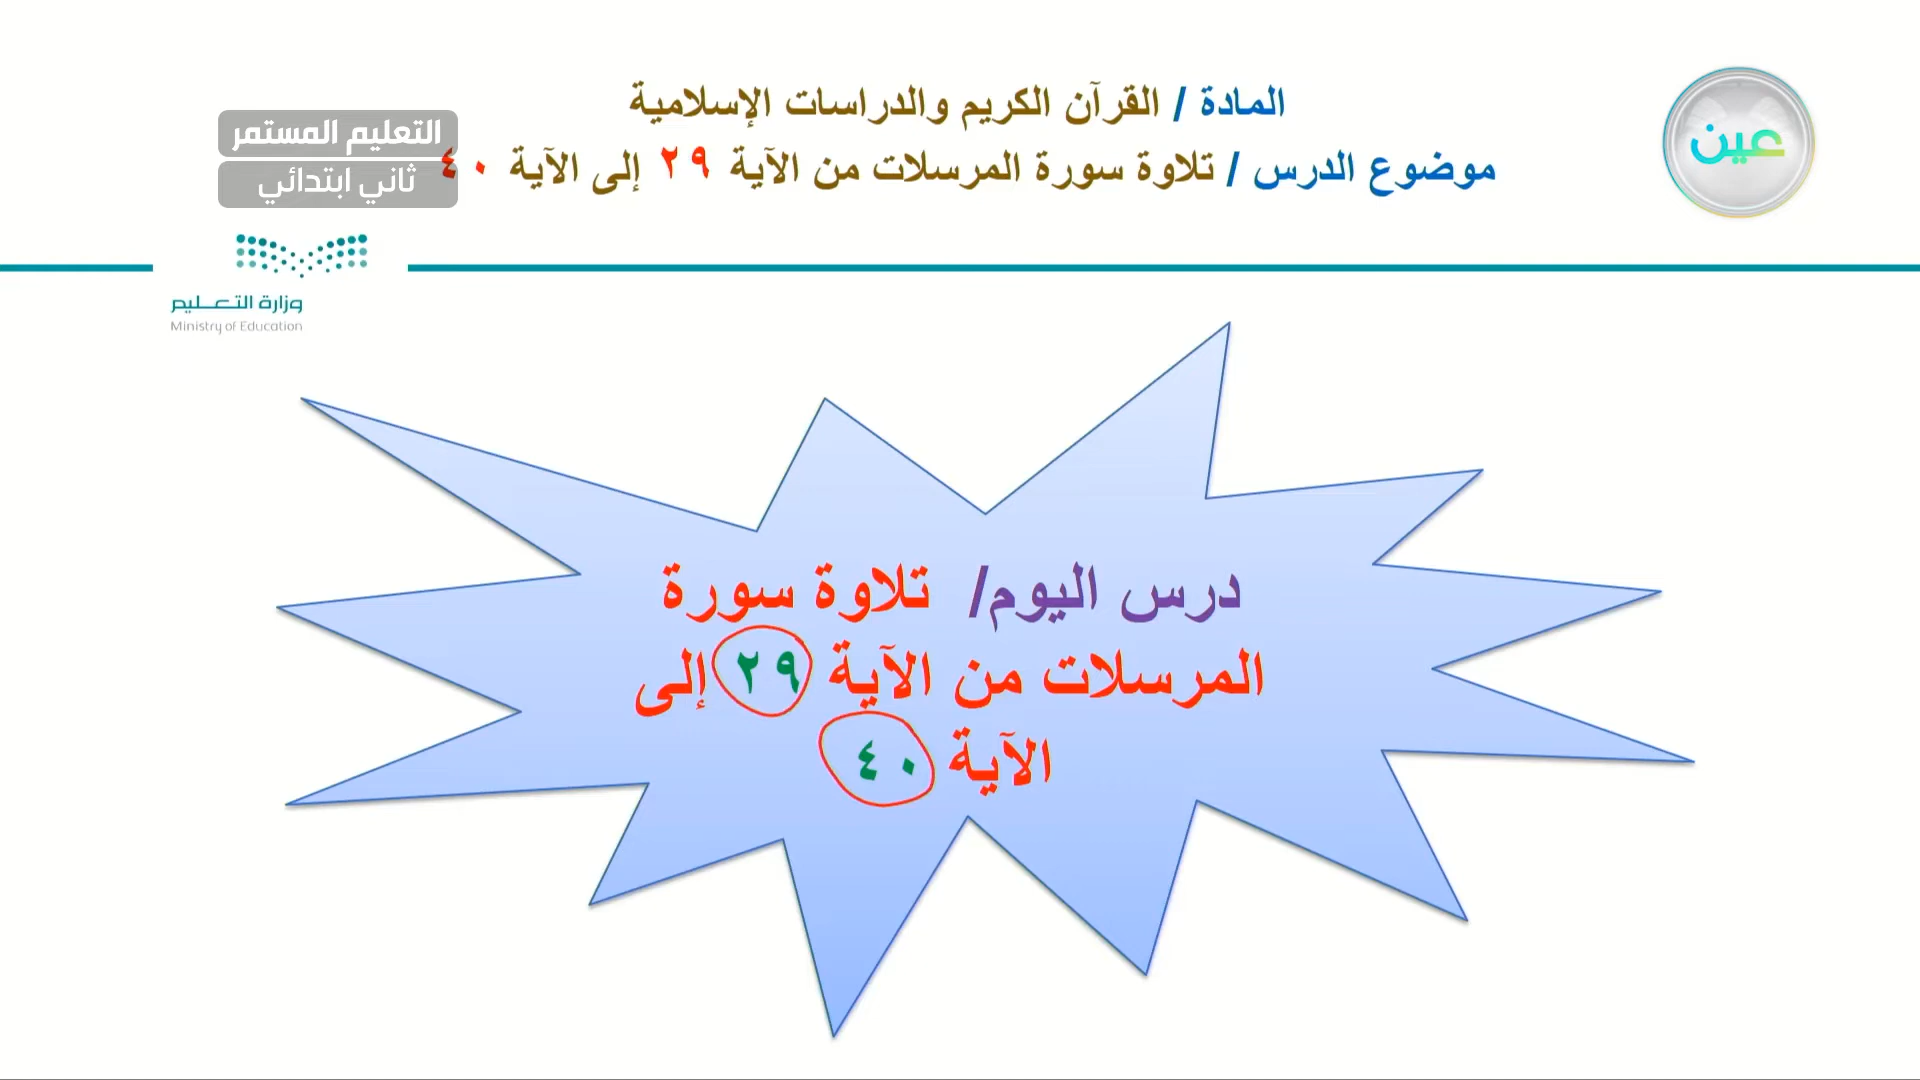 المادة / القرآن الكريم والدراسات الإسلامية
موضوع الدرس / تلاوة سورة المرسلات من الآية ٢٩ إلى الآية ٤٠
عين
التعليم المستمر
ثاني ابتدائي
وزارة التعليم
Ministry of Education
درس اليوم/ تلاوة سورة
المرسلات من الآية ٢٩ إلى
الآية ٤٠